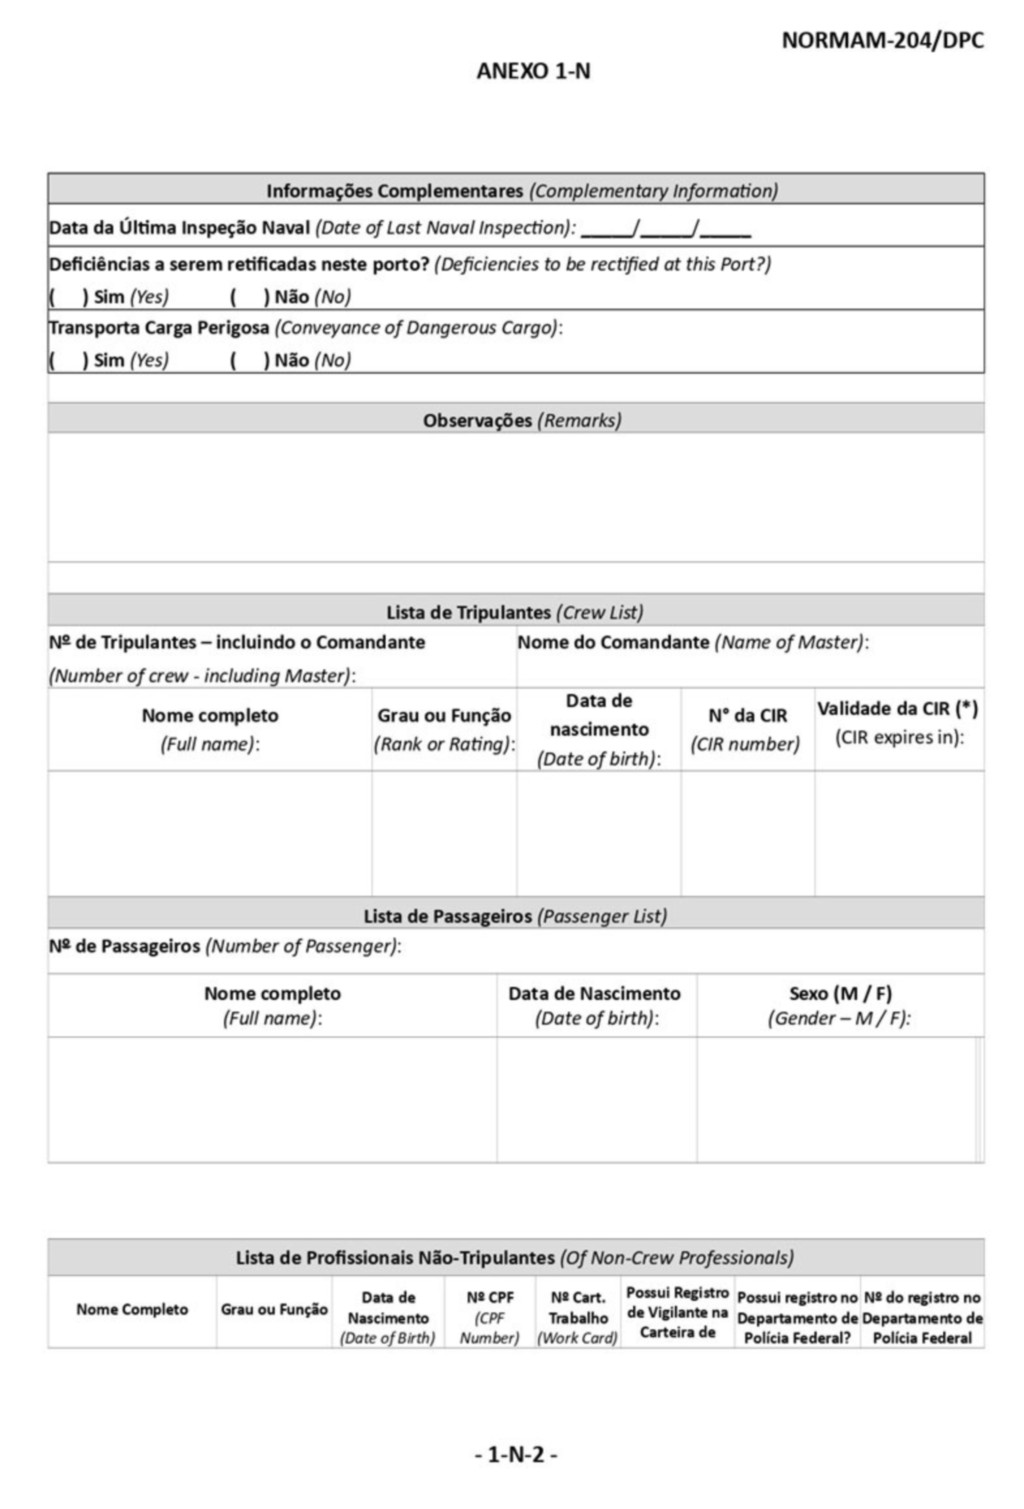 NORMAM-204/DPC
ANEXO 1-N
Informações Complementares (Complementary Information)
Data da Última Inspeção Naval (Date of Last Naval Inspection): _____/_____/_____
Deficiências a serem retificadas neste porto? (Deficiencies to be rectified at this Port?)
( ) Sim (Yes) ( ) Não (No)
Transporta Carga Perigosa (Conveyance of Dangerous Cargo):
( ) Sim (Yes) ( ) Não (No)
Observações (Remarks)
Lista de Tripulantes (Crew List)
Nº de Tripulantes – incluindo o Comandante
(Number of crew - including Master):
Nome do Comandante (Name of Master):
Nome completo
(Full name):
Grau ou Função
(Rank or Rating):
Data de
nascimento
(Date of birth):
N° da CIR
(CIR number)
Validade da CIR (*)
(CIR expires in):
Lista de Passageiros (Passenger List)
Nº de Passageiros (Number of Passenger):
Nome completo
(Full name):
Data de Nascimento
(Date of birth):
Sexo (M / F)
(Gender – M / F):
Lista de Profissionais Não-Tripulantes (Of Non-Crew Professionals)
Nome Completo
Grau ou Função
Data de
Nascimento
(Date of Birth)
Nº CPF
(CPF
Number)
Nº Cart.
Trabalho
(Work Card)
Possui Registro
de Vigilante na
Carteira de
Possui registro no
Departamento de
Polícia Federal?
Nº do registro no
Departamento de
Polícia Federal
- 1-N-2 -